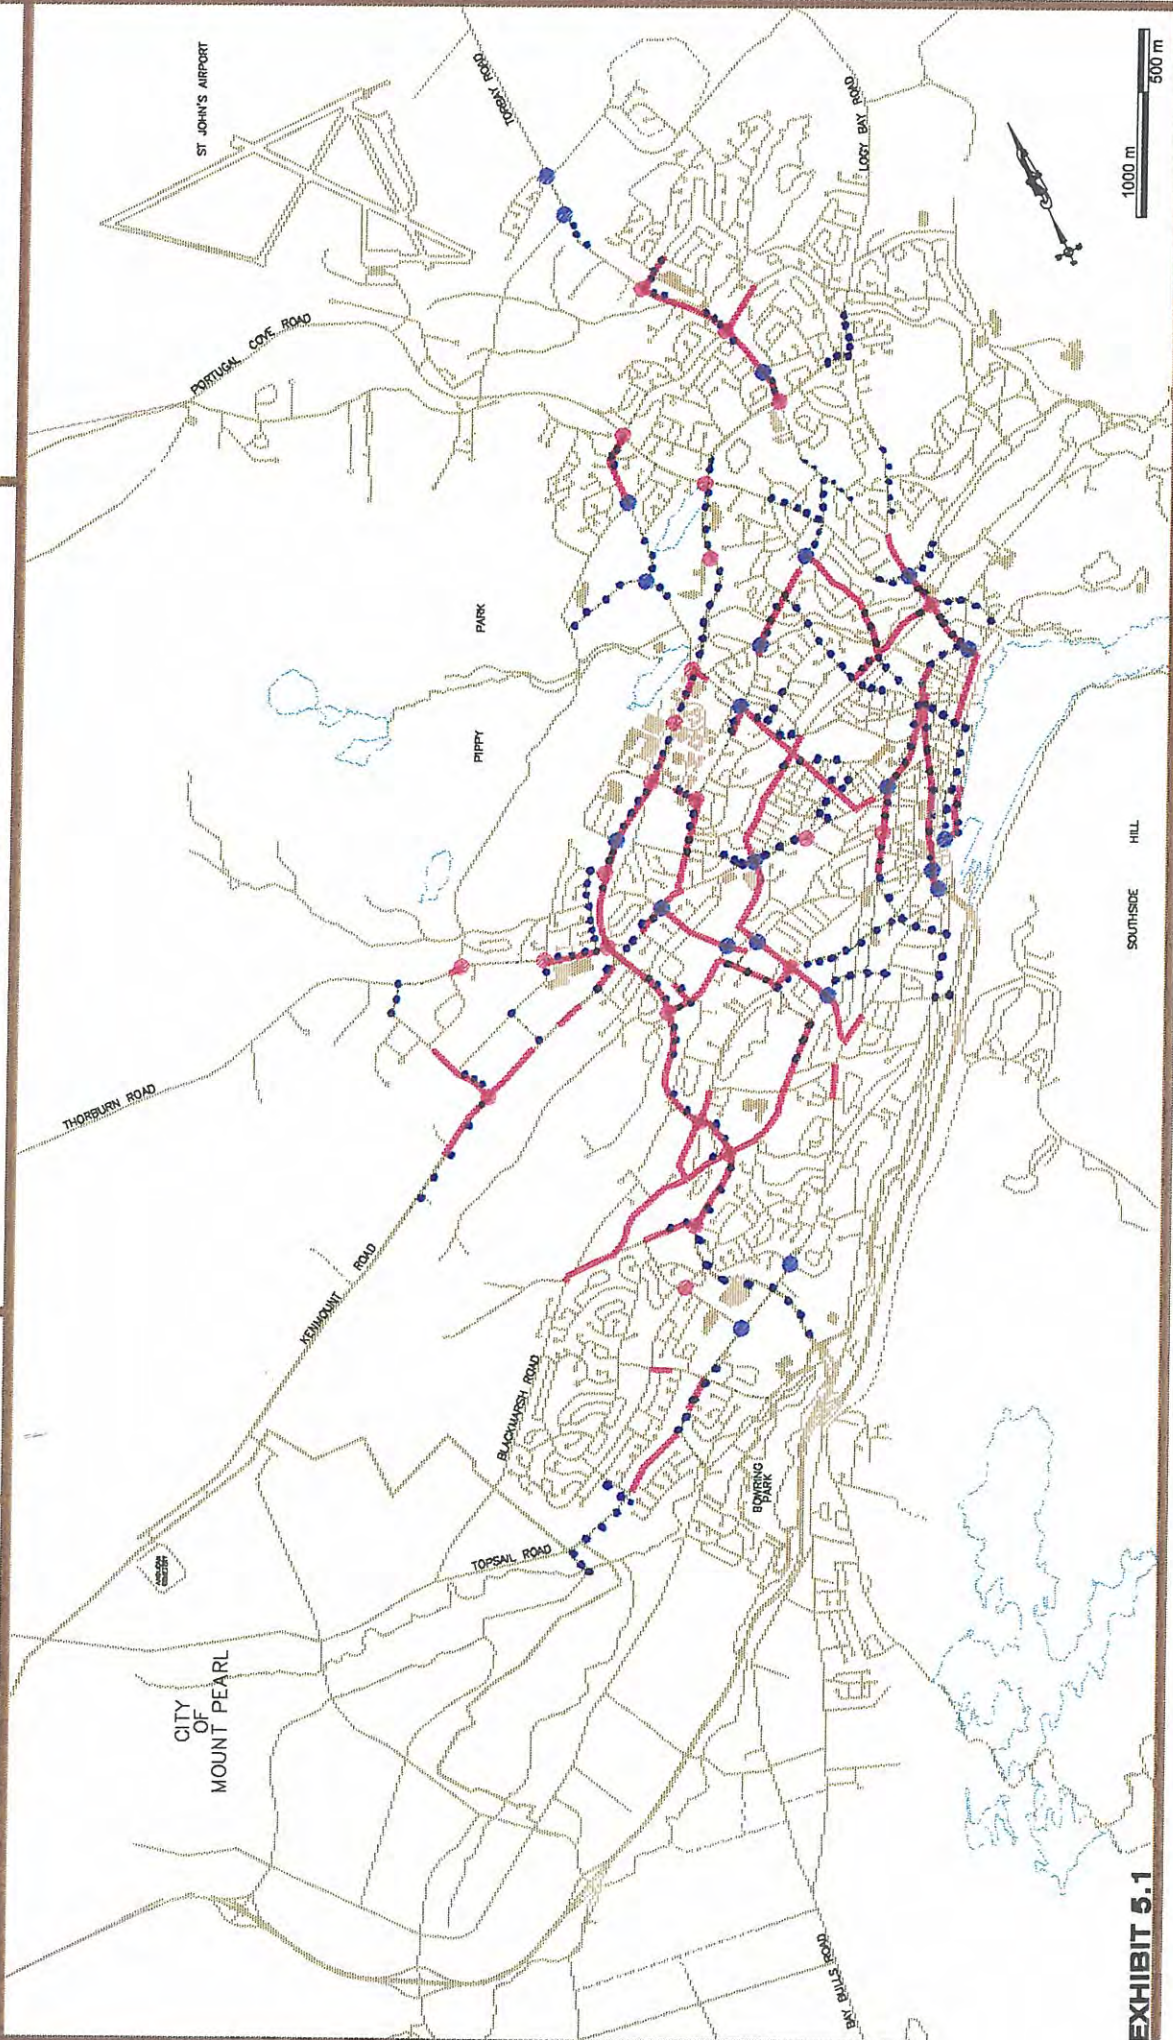 ST JOHN'S AIRPORT
TORBAY ROAD
LOGY BAY ROAD
1000 m
500 m
PORTUGAL COVE ROAD
PIPPY PARK
SOUTHSIDE HILL
THORBURN ROAD
KENMOUNT ROAD
BLACKMARSH ROAD
BOWRING
PARK
TOPSAIL ROAD
CITY
OF
MOUNT PEARL
BAY BULLS ROAD
EXHIBIT 5.1